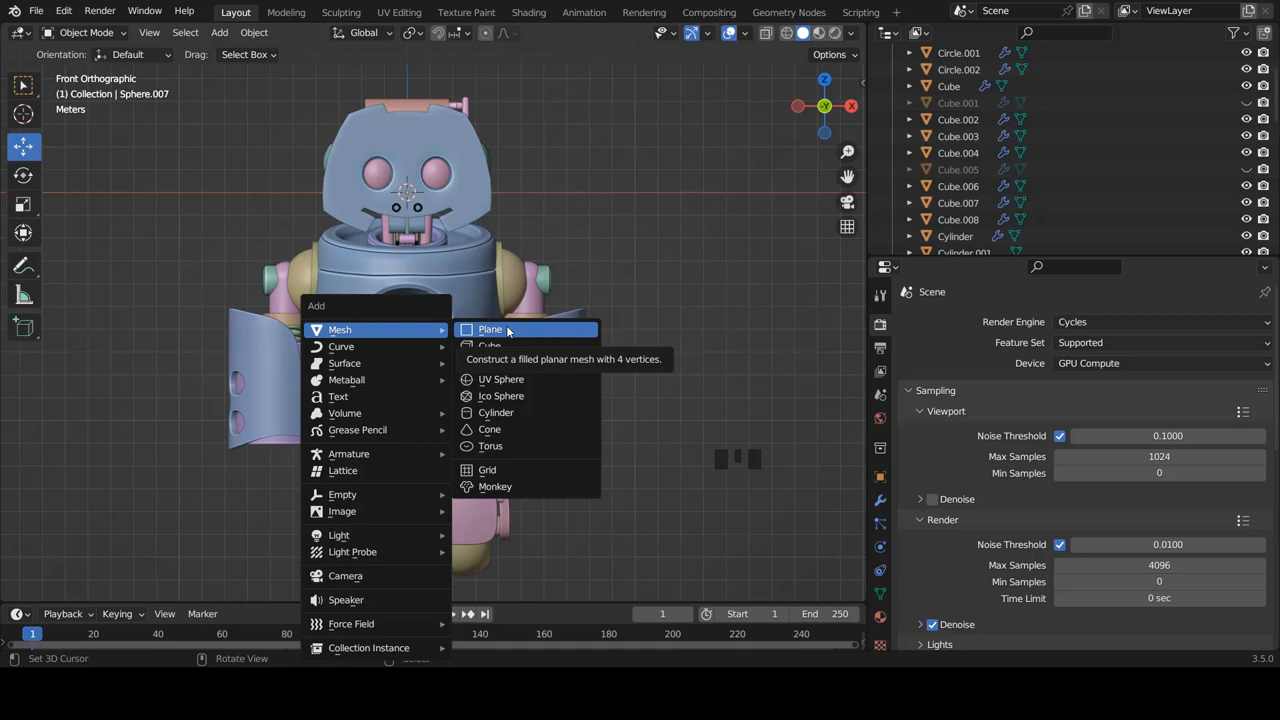 File Edit Render Window Help Layout Modeling Sculpting UV Editing Texture Paint Shading Animation Rendering Compositing Geometry Nodes Scripting Scene ViewLayer
Object Mode View Select Add Object Global
Orientation: Default Drag: Select Box Options
Front Orthographic
(1) Collection | Sphere.007
Meters
Z
X
-Y
Circle.001
Circle.002
Cube
Cube.001
Cube.002
Cube.003
Cube.004
Cube.005
Cube.006
Cube.007
Cube.008
Cylinder
Cylinder.001
Scene
Render Engine Cycles
Feature Set Supported
Device GPU Compute
Sampling
Viewport
Noise Threshold 0.1000
Max Samples 1024
Min Samples 0
Denoise
Render
Noise Threshold 0.0100
Max Samples 4096
Min Samples 0
Time Limit 0 sec
Denoise
Lights
Add
Mesh
Curve
Surface
Metaball
Text
Volume
Grease Pencil
Armature
Lattice
Empty
Image
Light
Light Probe
Camera
Speaker
Force Field
Collection Instance
Plane
Cube
Construct a filled planar mesh with 4 vertices.
UV Sphere
Ico Sphere
Cylinder
Cone
Torus
Grid
Monkey
Playback Keying View Marker 1 Start 1 End 250
1 20 40 60 80 140 160 180 200 220 240
Set 3D Cursor Rotate View Select 3.5.0